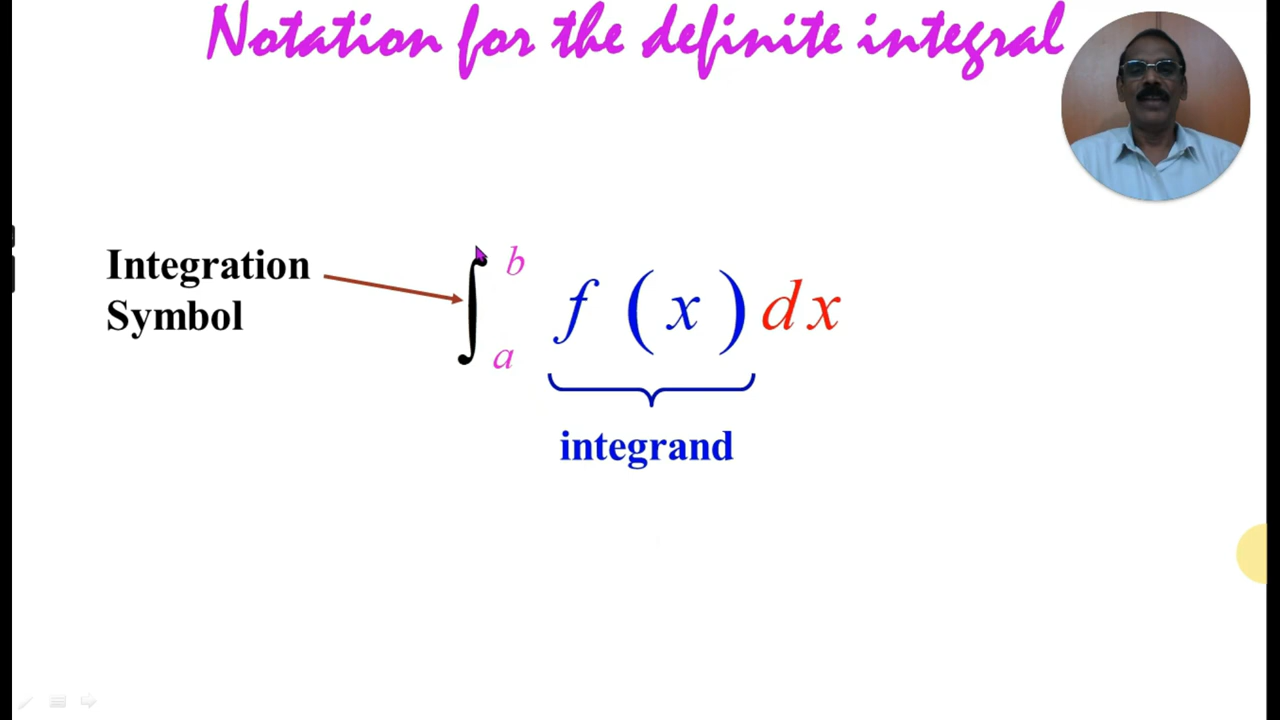 Notation for the definite integral
Integration
Symbol
∫ b a f (x) dx
integrand